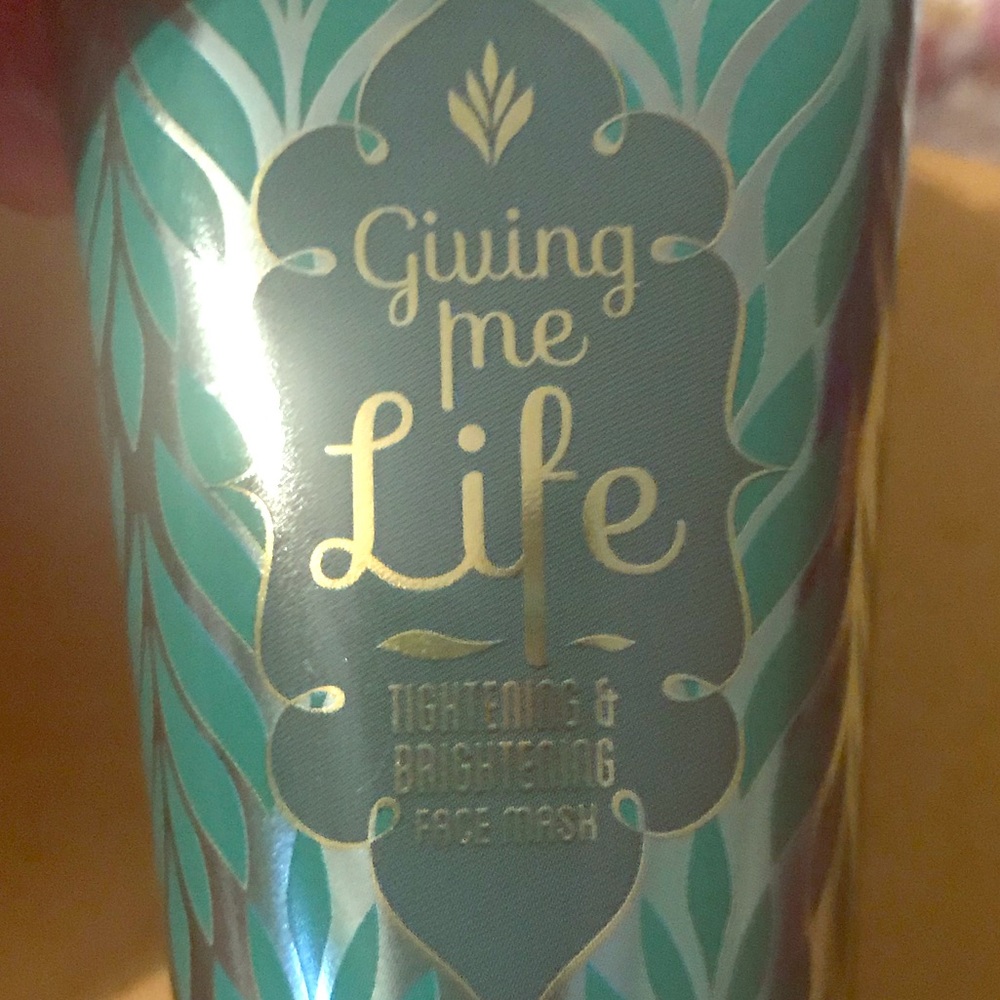 Giving
me
Life
TIGHTENING &
BRIGHTENING
FACE MASK